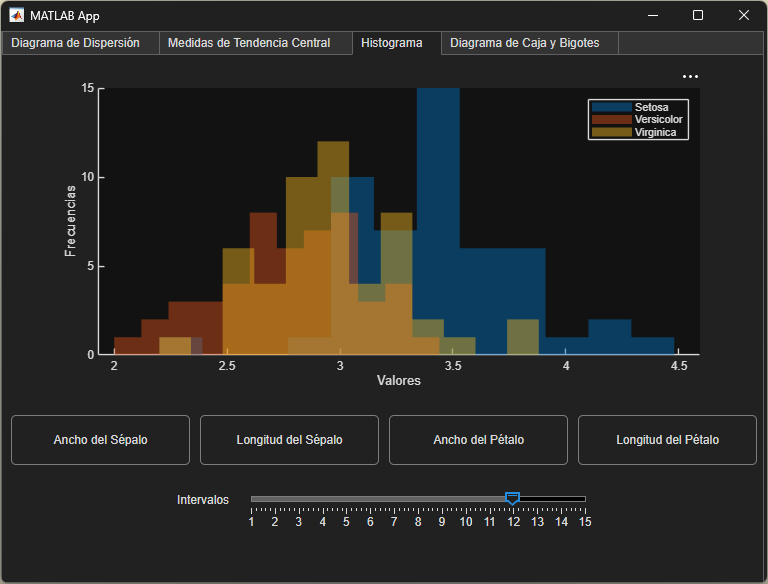 MATLAB App
Diagrama de Dispersión Medidas de Tendencia Central Histograma Diagrama de Caja y Bigotes
15
10
5
0
Frecuencias
Setosa
Versicolor
Virginica
2 2.5 3 3.5 4 4.5
Valores
Ancho del Sépalo Longitud del Sépalo Ancho del Pétalo Longitud del Pétalo
Intervalos
1 2 3 4 5 6 7 8 9 10 11 12 13 14 15